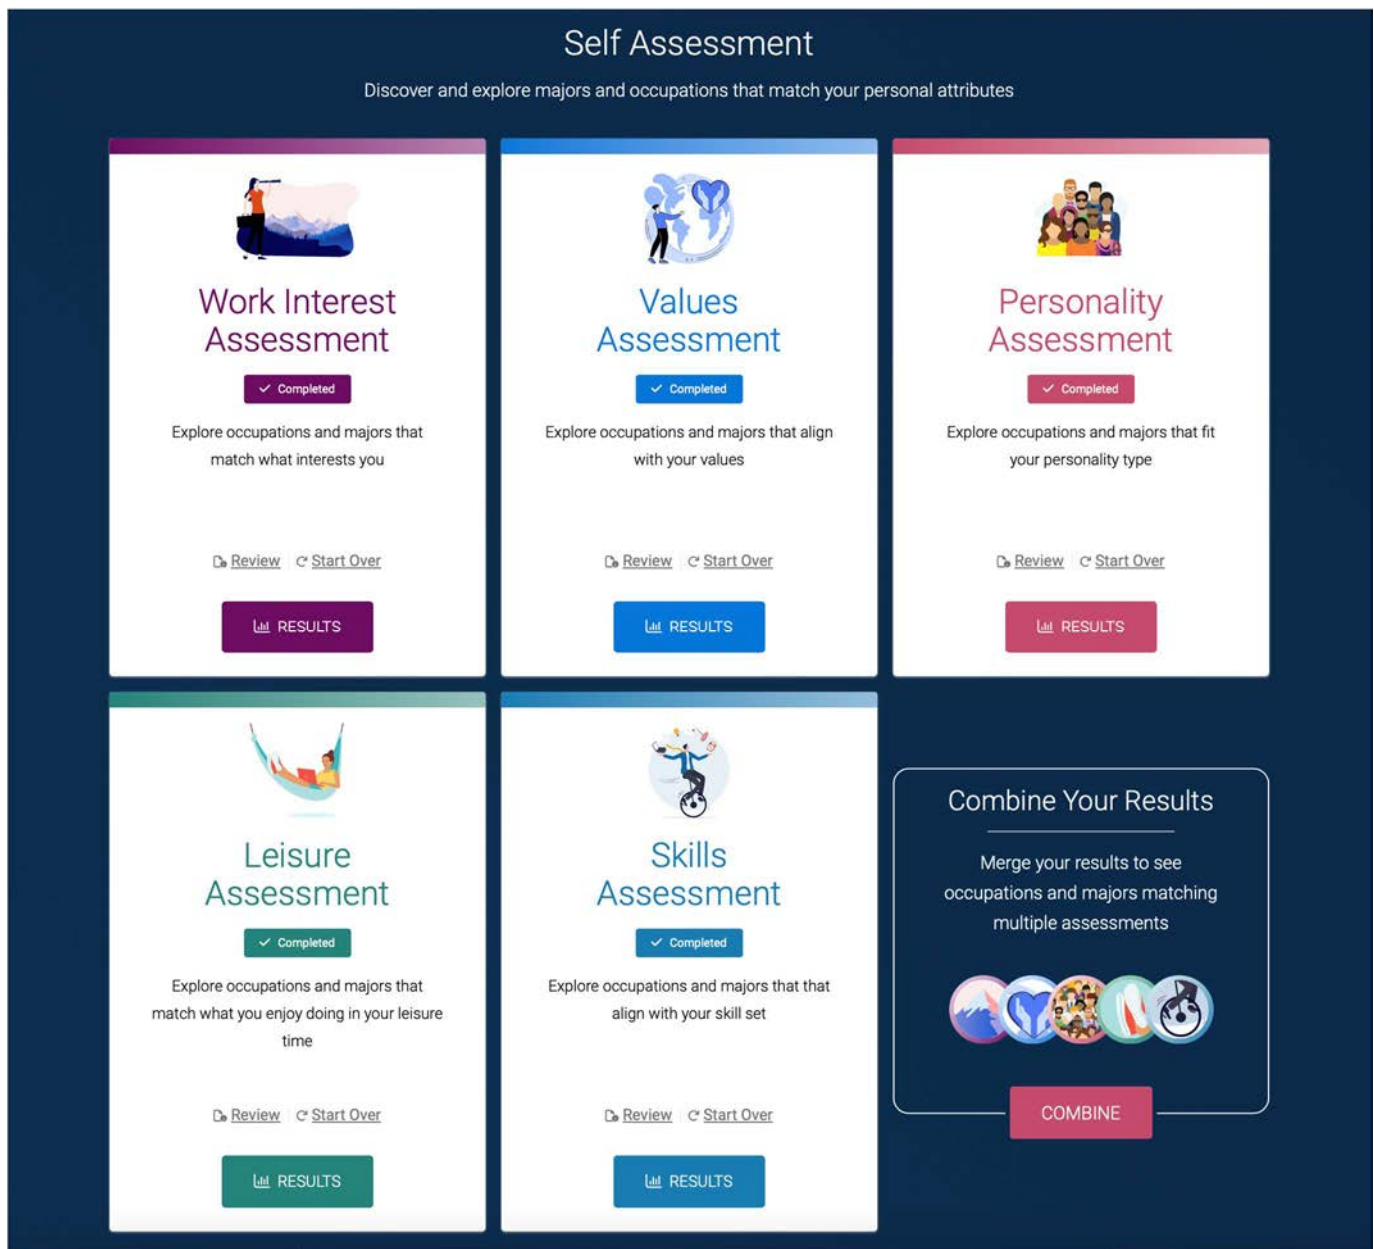 Self Assessment
Discover and explore majors and occupations that match your personal attributes
Work Interest
Assessment
Completed
Explore occupations and majors that
match what interests you
Review
Start Over
RESULTS
Values
Assessment
Completed
Explore occupations and majors that align
with your values
Review
Start Over
RESULTS
Personality
Assessment
Completed
Explore occupations and majors that fit
your personality type
Review
Start Over
RESULTS
Leisure
Assessment
Completed
Explore occupations and majors that
match what you enjoy doing in your leisure
time
Review
Start Over
RESULTS
Skills
Assessment
Completed
Explore occupations and majors that that
align with your skill set
Review
Start Over
RESULTS
Combine Your Results
Merge your results to see
occupations and majors matching
multiple assessments
COMBINE